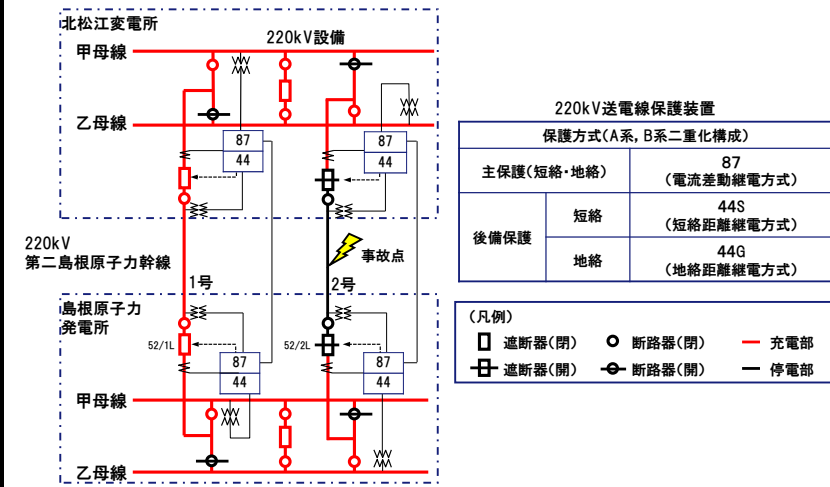 北松江変電所
220kV設備
甲母線
乙母線
87
44
87
44
220kV
第二島根原子力幹線
事故点
1号
2号
島根原子力
発電所
52/1L
52/2L
87
44
87
44
甲母線
乙母線
220kV送電線保護装置
保護方式(A系,B系二重化構成)
主保護(短絡・地絡)
87
(電流差動継電方式)
後備保護
短絡
44S
(短絡距離継電方式)
地絡
44G
(地絡距離継電方式)
(凡例)
遮断器(閉) 断路器(閉) 充電部
遮断器(開) 断路器(開) 停電部